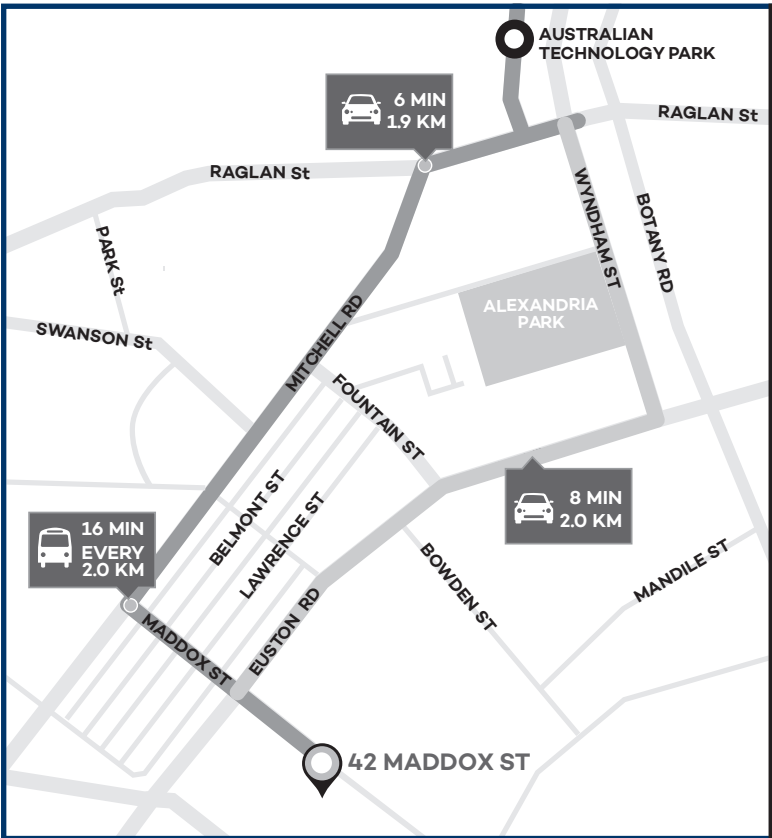 AUSTRALIAN
TECHNOLOGY PARK
6 MIN
1.9 KM
RAGLAN St
RAGLAN St
WYNDHAM ST
BOTANY RD
PARK St
ALEXANDRIA
PARK
SWANSON St
MITCHELL RD
FOUNTAIN ST
BELMONT ST
LAWRENCE ST
8 MIN
2.0 KM
16 MIN
EVERY
2.0 KM
BOWDEN ST
MANDILE ST
EUSTON RD
MADDOX ST
42 MADDOX ST